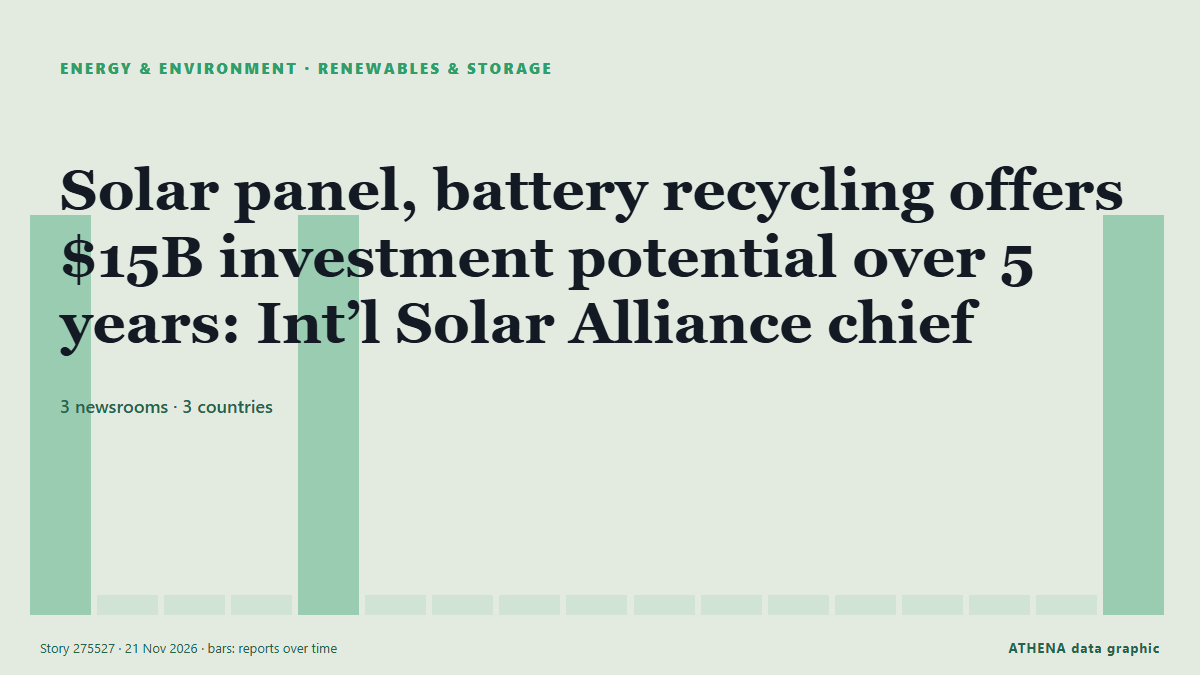 ENERGY & ENVIRONMENT · RENEWABLES & STORAGE
Solar panel, battery recycling offers
$15B investment potential over 5
years: Int’l Solar Alliance chief
3 newsrooms · 3 countries
Story 275527 · 21 Nov 2026 · bars: reports over time
ATHENA data graphic